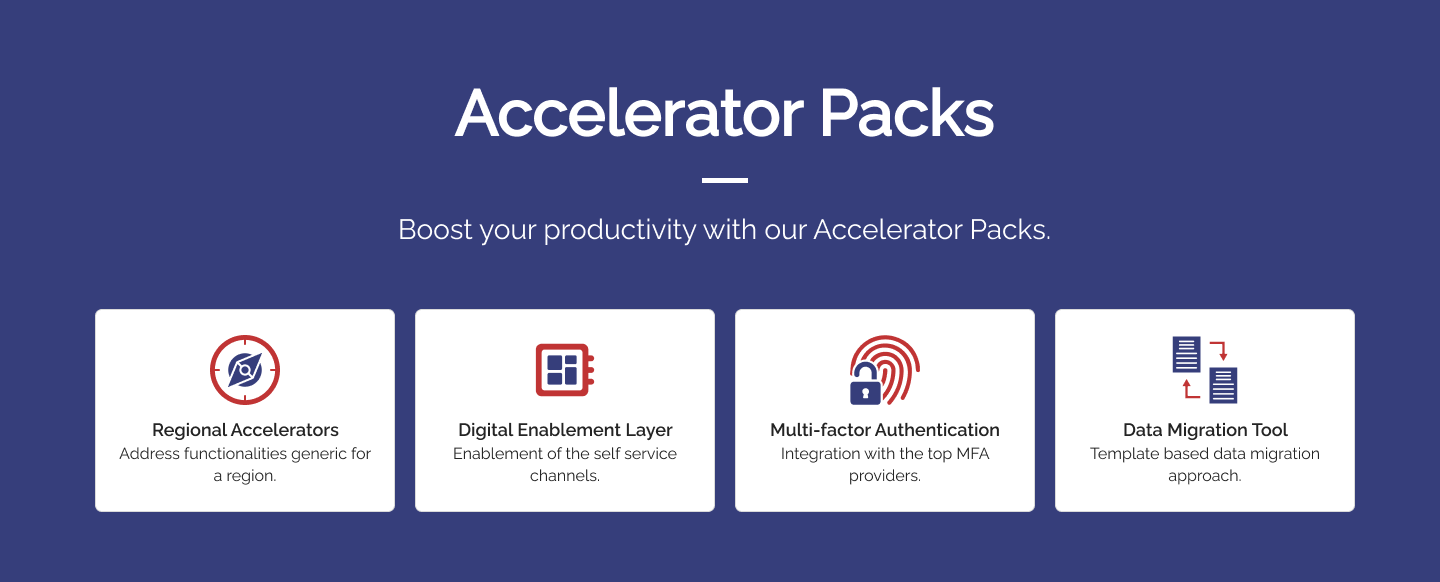 Accelerator Packs
Boost your productivity with our Accelerator Packs.
Regional Accelerators
Address functionalities generic for
a region.
Digital Enablement Layer
Enablement of the self service
channels.
Multi-factor Authentication
Integration with the top MFA
providers.
Data Migration Tool
Template based data migration
approach.